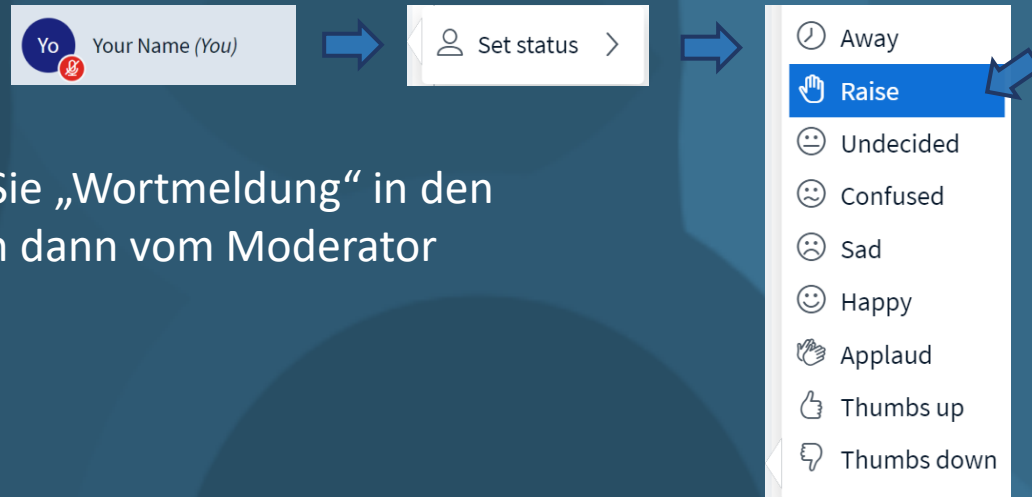 Yo Your Name (You)
Set status
Away
Raise
Undecided
Confused
Sad
Happy
Applaud
Thumbs up
Thumbs down
Sie „Wortmeldung“ in den
dann vom Moderator